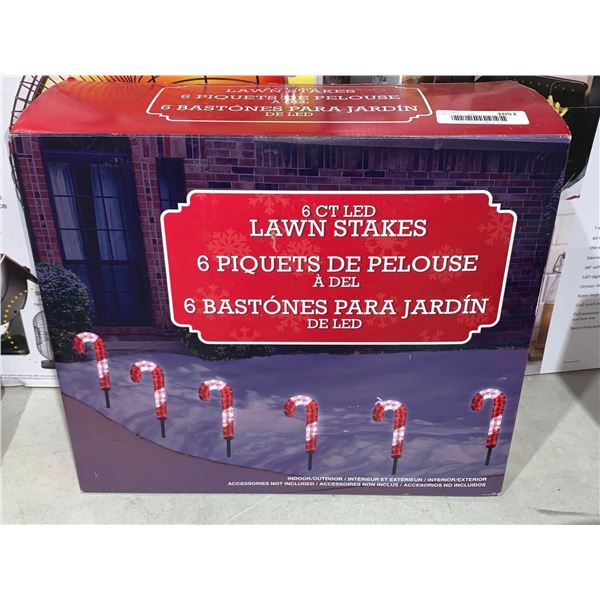 LAWN STAKES
6 PIQUETS DE PELOUSE
À DEL
6 BASTÓNES PARA JARDÍN
DE LED
1051
6 CT LED
LAWN STAKES
6 PIQUETS DE PELOUSE
À DEL
6 BASTÓNES PARA JARDÍN
DE LED
INDOOR/OUTDOOR / INTÉRIEUR ET EXTÉRIEUR / INTERIOR/EXTERIOR
ACCESSORIES NOT INCLUDED / ACCESSOIRES NON INCLUS / ACCESORIOS NO INCLUIDOS